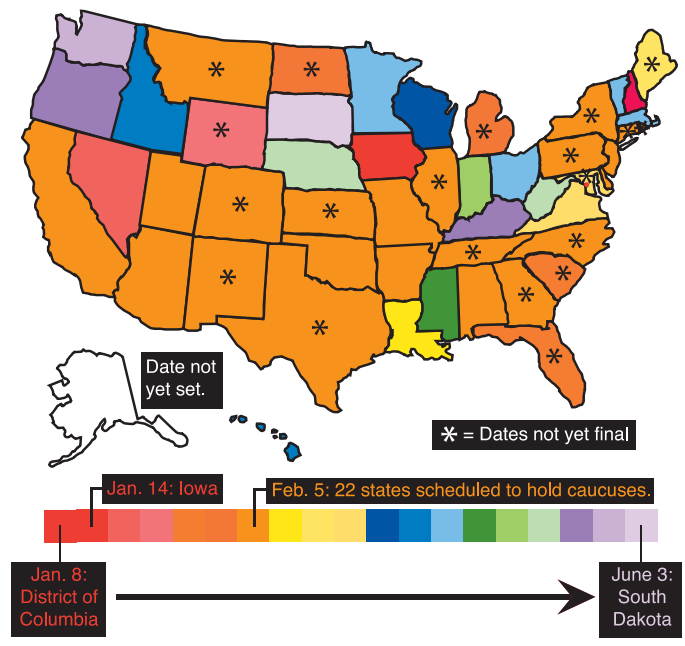 Date not
yet set.
* = Dates not yet final
Jan. 14: Iowa
Feb. 5: 22 states scheduled to hold caucuses.
Jan. 8:
District of
Columbia
June 3:
South
Dakota